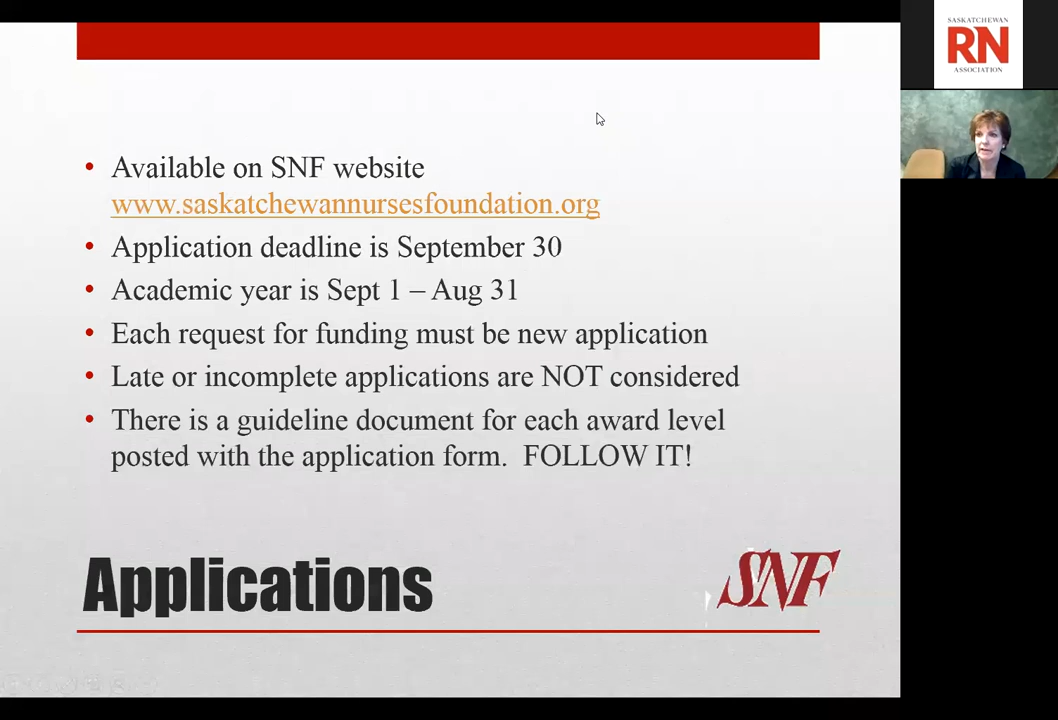 SASKATCHEWAN
RN
ASSOCIATION
• Available on SNF website
www.saskatchewannursesfoundation.org
• Application deadline is September 30
• Academic year is Sept 1 – Aug 31
• Each request for funding must be new application
• Late or incomplete applications are NOT considered
• There is a guideline document for each award level
posted with the application form.  FOLLOW IT!
Applications
SNF